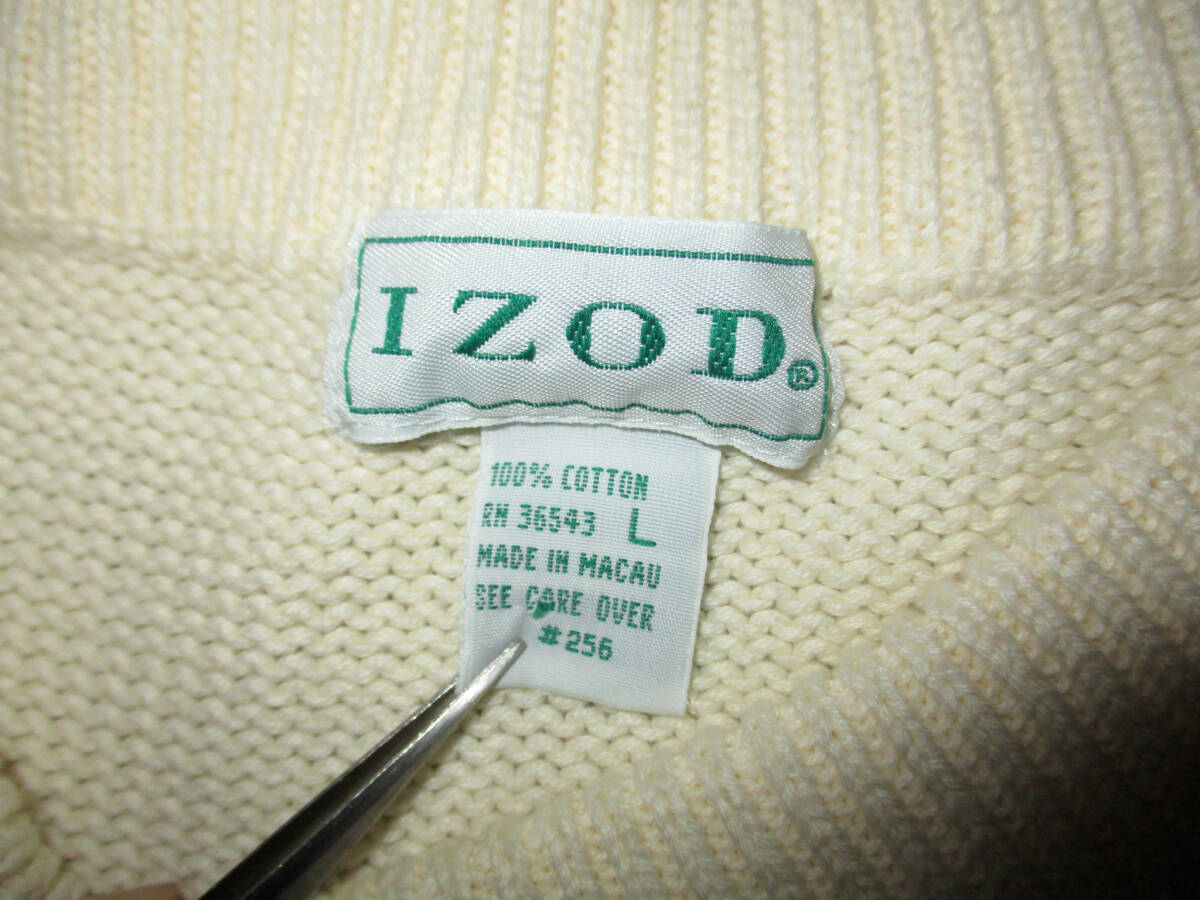 IZOD®
100% COTTON
RN 36543 L
MADE IN MACAU
SEE CARE OVER
#256